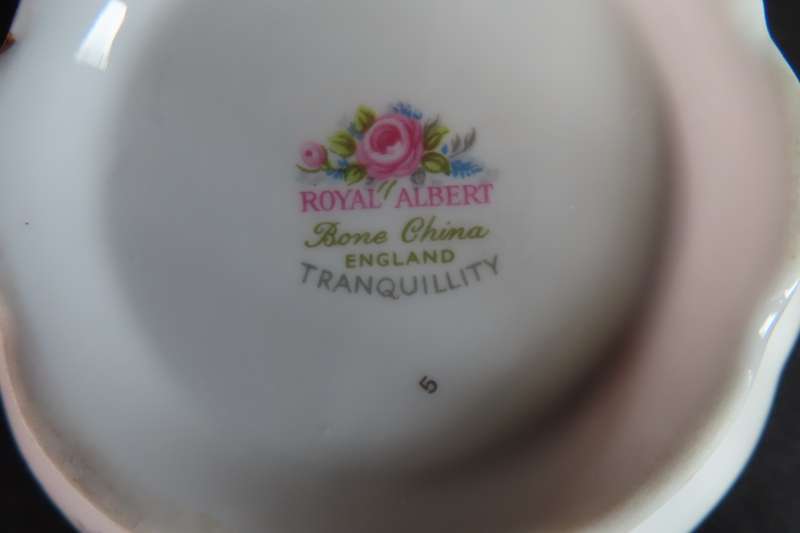 ROYAL ALBERT
Bone China
ENGLAND
TRANQUILLITY
5